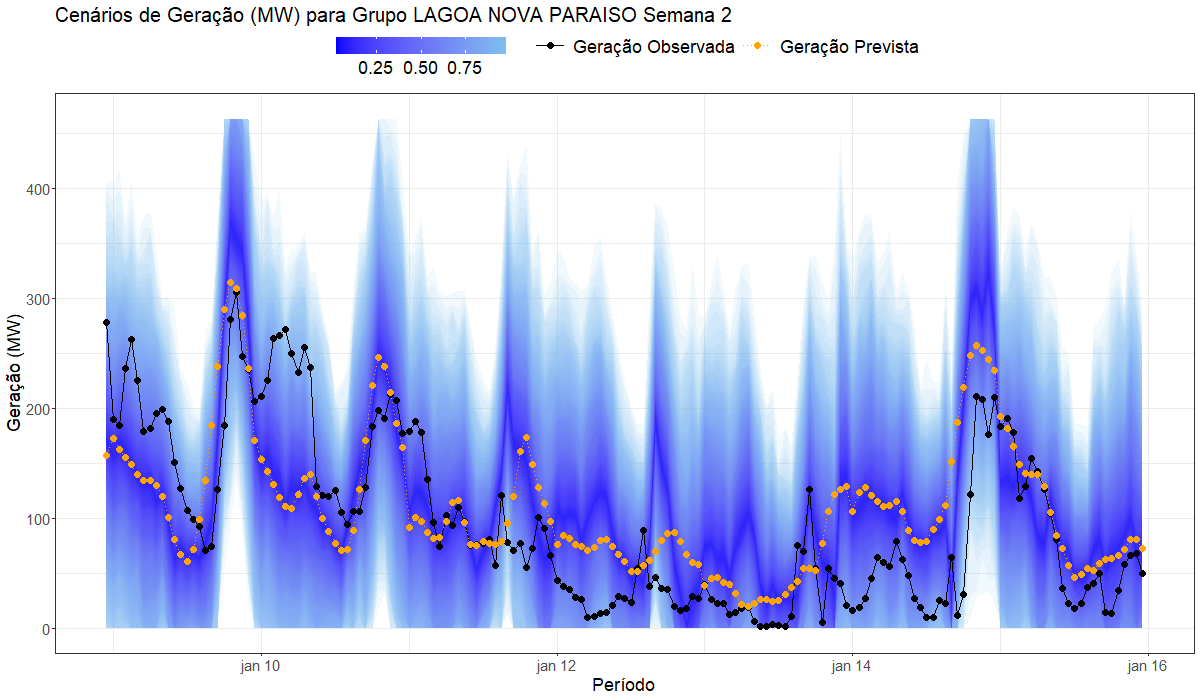 Cenários de Geração (MW) para Grupo LAGOA NOVA PARAISO Semana 2
0.25 0.50 0.75
Geração Observada
Geração Prevista
Geração (MW)
400
300
200
100
0
jan 10
jan 12
jan 14
jan 16
Período